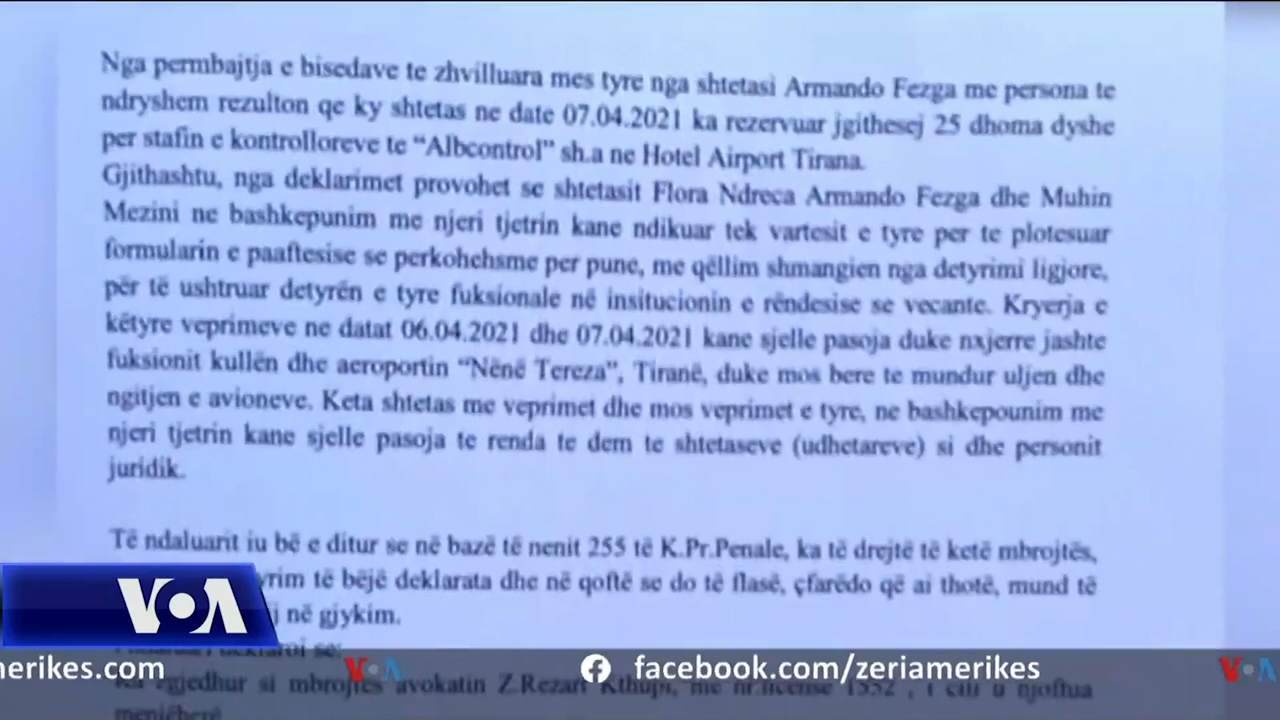 Nga permbajtja e bisedave te zhvilluara mes tyre nga shtetasi Armando Fezga me persona te
ndryshem rezulton qe ky shtetas ne date 07.04.2021 ka rezervuar jgithesej 25 dhoma dyshe
per stafin e kontrolloreve te “Albcontrol” sh.a ne Hotel Airport Tirana.
Gjithashtu, nga deklarimet provohet se shtetasit Flora Ndreca Armando Fezga dhe Muhin
Mezini ne bashkepunim me njeri tjetrin kane ndikuar tek vartesit e tyre per te plotesuar
formularin e paaftesise se perkohehsme per pune, me qëllim shmangien nga detyrimi ligjore,
për të ushtruar detyrën e tyre fuksionale në insitucionin e rëndesise se vecante. Kryerja e
këtyre veprimeve ne datat 06.04.2021 dhe 07.04.2021 kane sjelle pasoja duke nxjerre jashte
fuksionit kullën dhe aeroportin “Nënë Tereza”, Tiranë, duke mos bere te mundur uljen dhe
ngitjen e avioneve. Keta shtetas me veprimet dhe mos veprimet e tyre, ne bashkepounim me
njeri tjetrin kane sjelle pasoja te renda te dem te shtetaseve (udhetareve) si dhe personit
juridik.
Të ndaluarit iu bë e ditur se në bazë të nenit 255 të K.Pr.Penale, ka të drejtë të ketë mbrojtës,
të bëjë deklarata dhe në qoftë se do të flasë, çfarëdo që ai thotë, mund të
në gjykim.
VOA
se:
zgjedhur si mbrojtës avokatin Z.Rezart
merikes.com VOA facebook.com/zeriamerikes VOA